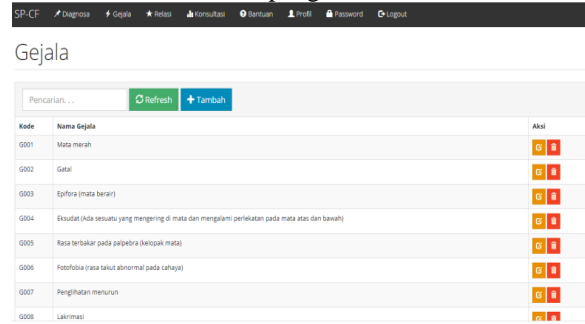 SP-CF Diagnosa Gejala Relasi Konsultasi Bantuan Profil Password Logout
Gejala
Pencarian. . . Refresh Tambah
Kode Nama Gejala Aksi
G001 Mata merah
G002 Gatal
G003 Epifora (mata berair)
G004 Eksudat (Ada sesuatu yang mengering di mata dan mengalami perlekatan pada mata atas dan bawah)
G005 Rasa terbakar pada palpebra (kelopak mata)
G006 Fotofobia (rasa takut abnormal pada cahaya)
G007 Penglihatan menurun
G008 Lakrimasi